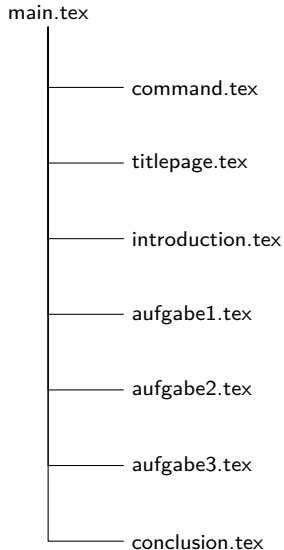 main.tex
command.tex
titlepage.tex
introduction.tex
aufgabe1.tex
aufgabe2.tex
aufgabe3.tex
conclusion.tex